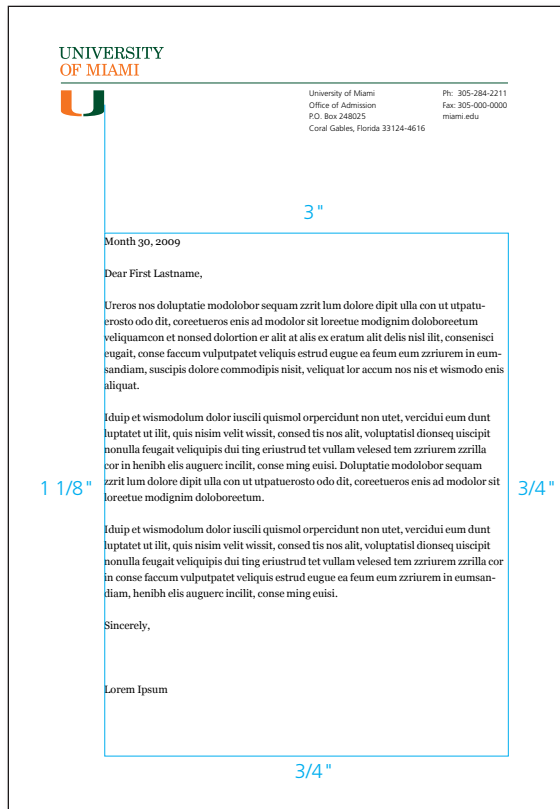 UNIVERSITY
OF MIAMI
University of Miami
Office of Admission
P.O. Box 248025
Coral Gables, Florida 33124-4616
Ph: 305-284-2211
Fax: 305-000-0000
miami.edu
3"
Month 30, 2009
Dear First Lastname,
Ureros nos doluptatie modolobor sequam zzrit lum dolore dipit ulla con ut utpatu-
erosto odo dit, coreetueros enis ad modolor sit loreetue modignim doloboreetum
veliquamcon et nonsed dolortion er alit at alis ex eratum alit delis nisl ilit, consenisci
eugait, conse faccum vulputpatet veliquis estrud eugue ea feum eum zzriurem in eum-
sandiam, suscipis dolore commodipis nisit, veliquat lor accum nos nis et wismodo enis
aliquat.
Iduip et wismodolum dolor iuscili quismol orpercidunt non utet, vercidui eum dunt
luptatet ut ilit, quis nisim velit wissit, consed tis nos alit, voluptatisl dionseq uiscipit
nonulla feugait veliquipis dui ting eriustrud tet vullam velesed tem zzriurem zzrilla
cor in henibh elis auguerc incilit, conse ming euisi. Doluptatie modolobor sequam
zzrit lum dolore dipit ulla con ut utpatuerosto odo dit, coreetueros enis ad modolor sit
loreetue modignim doloboreetum.
1 1/8"
3/4"
Iduip et wismodolum dolor iuscili quismol orpercidunt non utet, vercidui eum dunt
luptatet ut ilit, quis nisim velit wissit, consed tis nos alit, voluptatisl dionseq uiscipit
nonulla feugait veliquipis dui ting eriustrud tet vullam velesed tem zzriurem zzrilla cor
in conse faccum vulputpatet veliquis estrud eugue ea feum eum zzriurem in eumsan-
diam, henibh elis auguerc incilit, conse ming euisi.
Sincerely,
Lorem Ipsum
3/4"